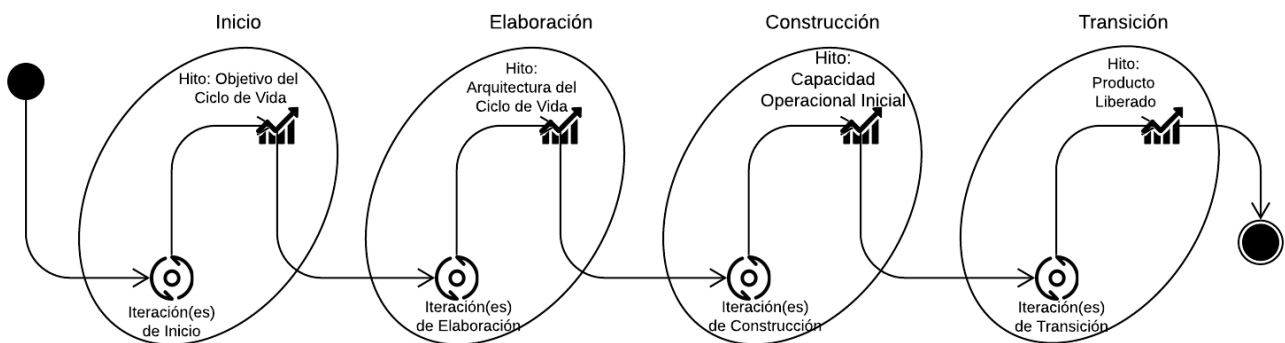 Inicio
Elaboración
Construcción
Transición
Hito: Objetivo del
Ciclo de Vida
Hito:
Arquitectura del
Ciclo de Vida
Hito:
Capacidad
Operacional Inicial
Hito:
Producto
Liberado
Iteración(es)
de Inicio
Iteración(es)
de Elaboración
Iteración(es)
de Construcción
Iteración(es)
de Transición